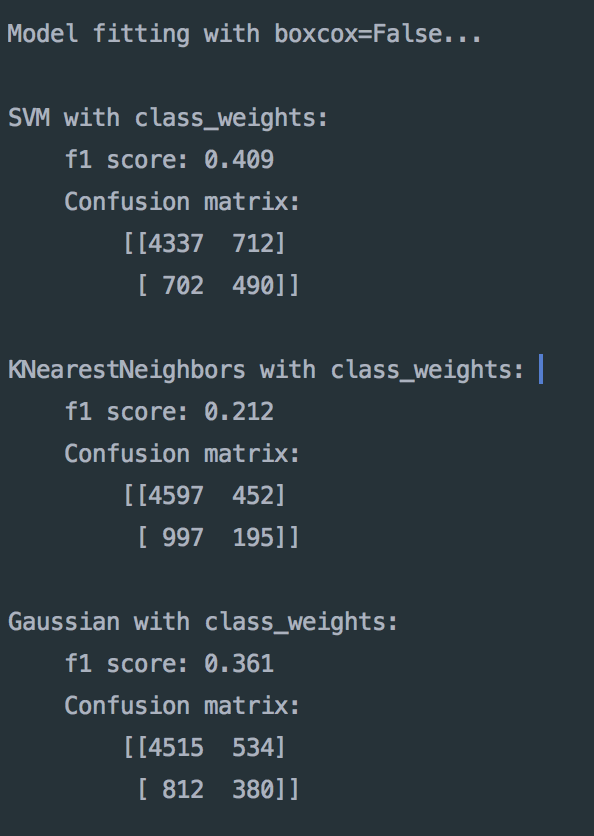 Model fitting with boxcox=False...
SVM with class_weights:
f1 score: 0.409
Confusion matrix:
[[4337 712]
[ 702 490]]
KNearestNeighbors with class_weights:
f1 score: 0.212
Confusion matrix:
[[4597 452]
[ 997 195]]
Gaussian with class_weights:
f1 score: 0.361
Confusion matrix:
[[4515 534]
[ 812 380]]